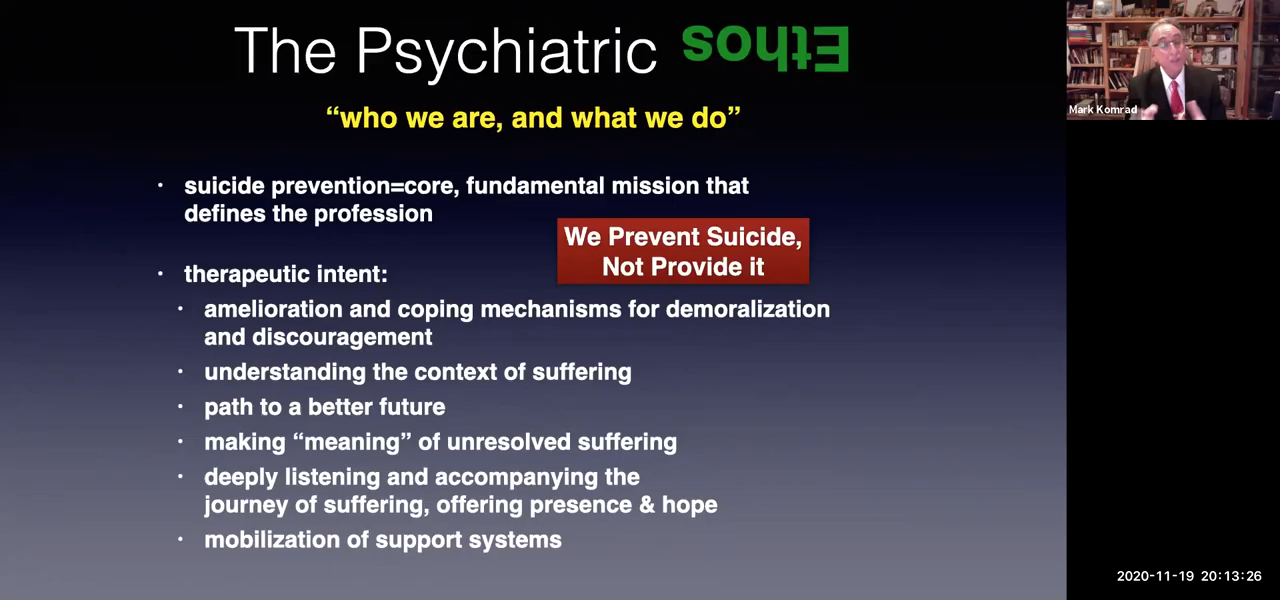 The Psychiatric Ethos
“who we are, and what we do”
· suicide prevention=core, fundamental mission that
defines the profession
We Prevent Suicide,
Not Provide it
· therapeutic intent:
· amelioration and coping mechanisms for demoralization
and discouragement
· understanding the context of suffering
· path to a better future
· making “meaning” of unresolved suffering
· deeply listening and accompanying the
journey of suffering, offering presence & hope
· mobilization of support systems
Mark Komrad
2020-11-19 20:13:26